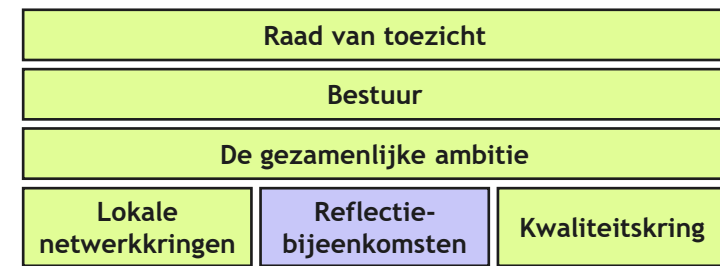 Raad van toezicht
Bestuur
De gezamenlijke ambitie
Lokale
netwerkkringen
Reflectie-
bijeenkomsten
Kwaliteitskring